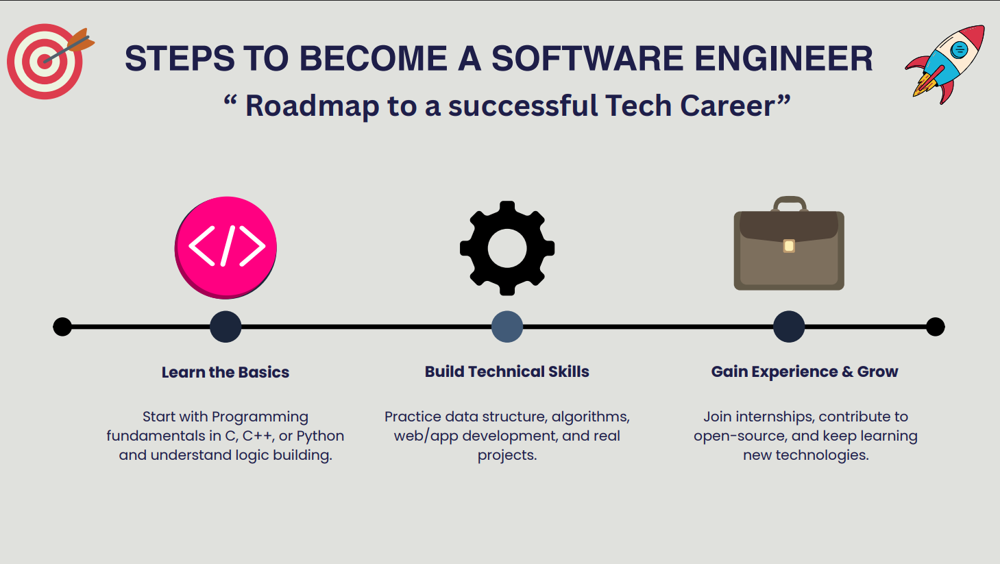 STEPS TO BECOME A SOFTWARE ENGINEER
“ Roadmap to a successful Tech Career”
</>
Learn the Basics
Start with Programming
fundamentals in C, C++, or Python
and understand logic building.
Build Technical Skills
Practice data structure, algorithms,
web/app development, and real
projects.
Gain Experience & Grow
Join internships, contribute to
open-source, and keep learning
new technologies.